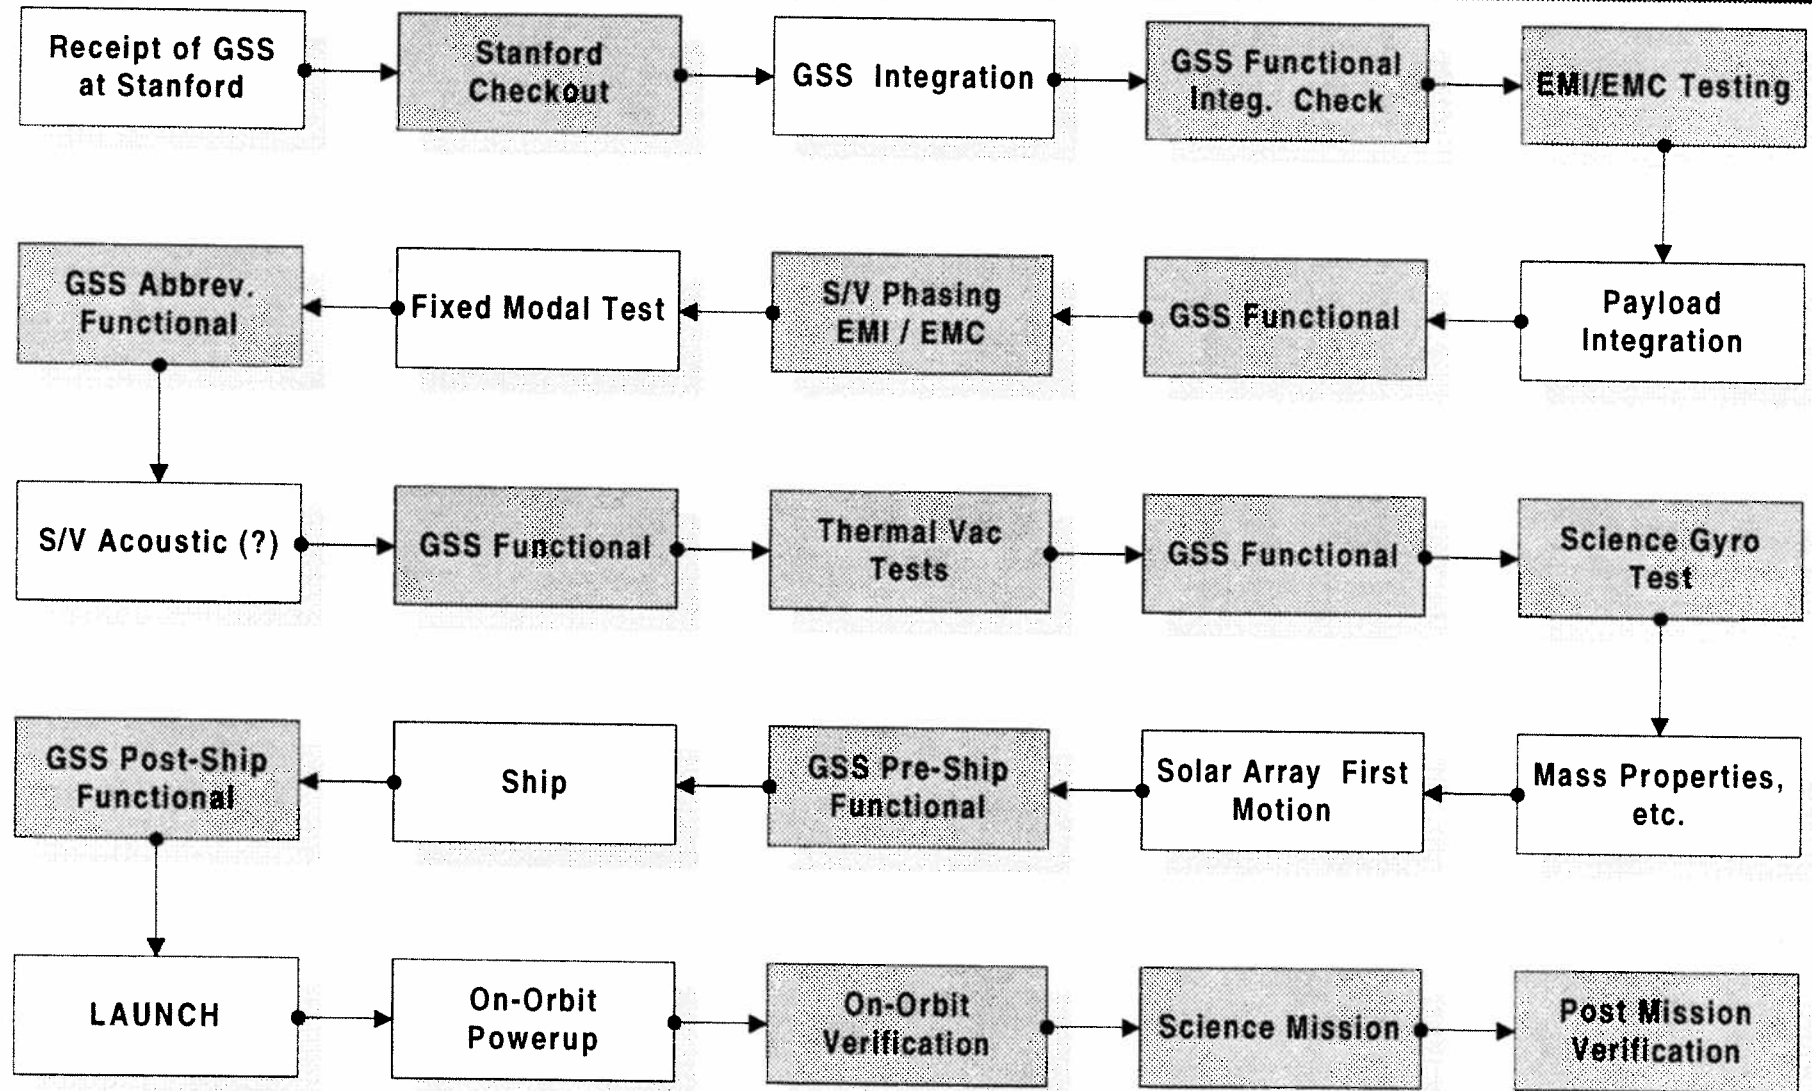 Receipt of GSS
at Stanford
Stanford
Checkout
GSS Integration
GSS Functional
Integ. Check
EMI/EMC Testing
GSS Abbrev.
Functional
Fixed Modal Test
S/V Phasing
EMI / EMC
GSS Functional
Payload
Integration
S/V Acoustic (?)
GSS Functional
Thermal Vac
Tests
GSS Functional
Science Gyro
Test
GSS Post-Ship
Functional
Ship
GSS Pre-Ship
Functional
Solar Array First
Motion
Mass Properties,
etc.
LAUNCH
On-Orbit
Powerup
On-Orbit
Verification
Science Mission
Post Mission
Verification